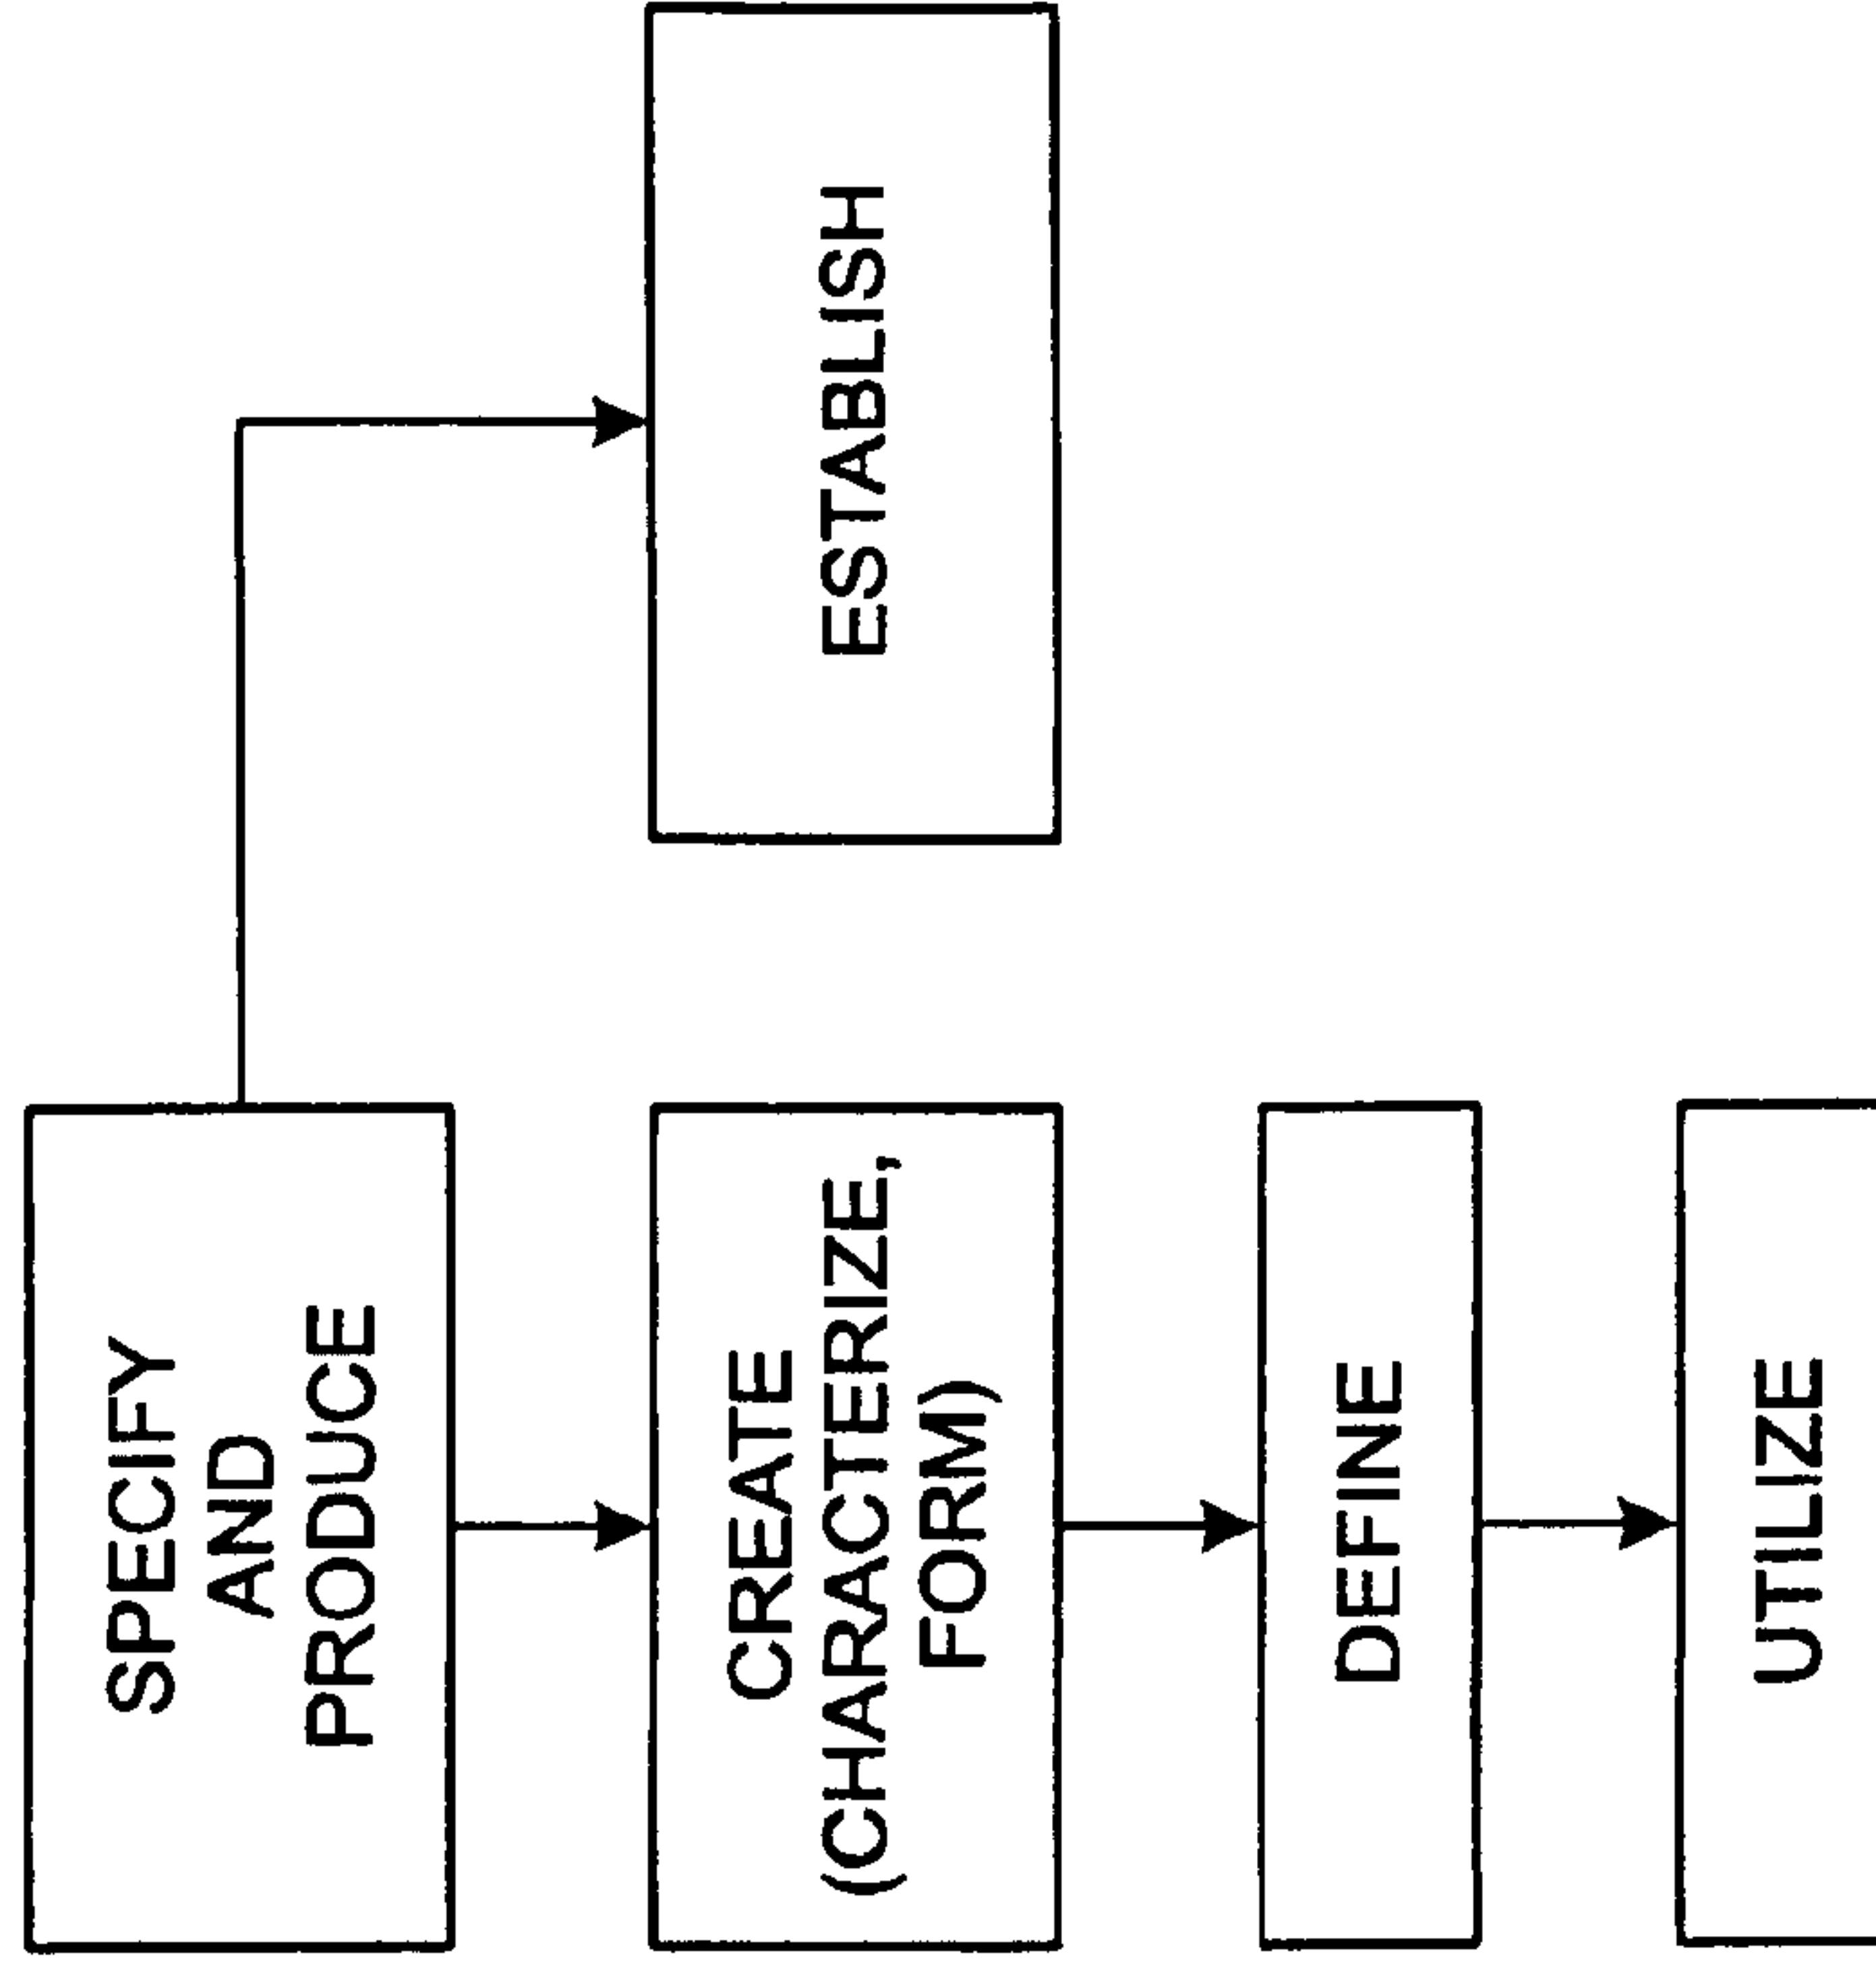 SPECIFY
AND
PRODUCE
CREATE
(CHARACTERIZE,
FORM)
ESTABLISH
DEFINE
UTILIZE